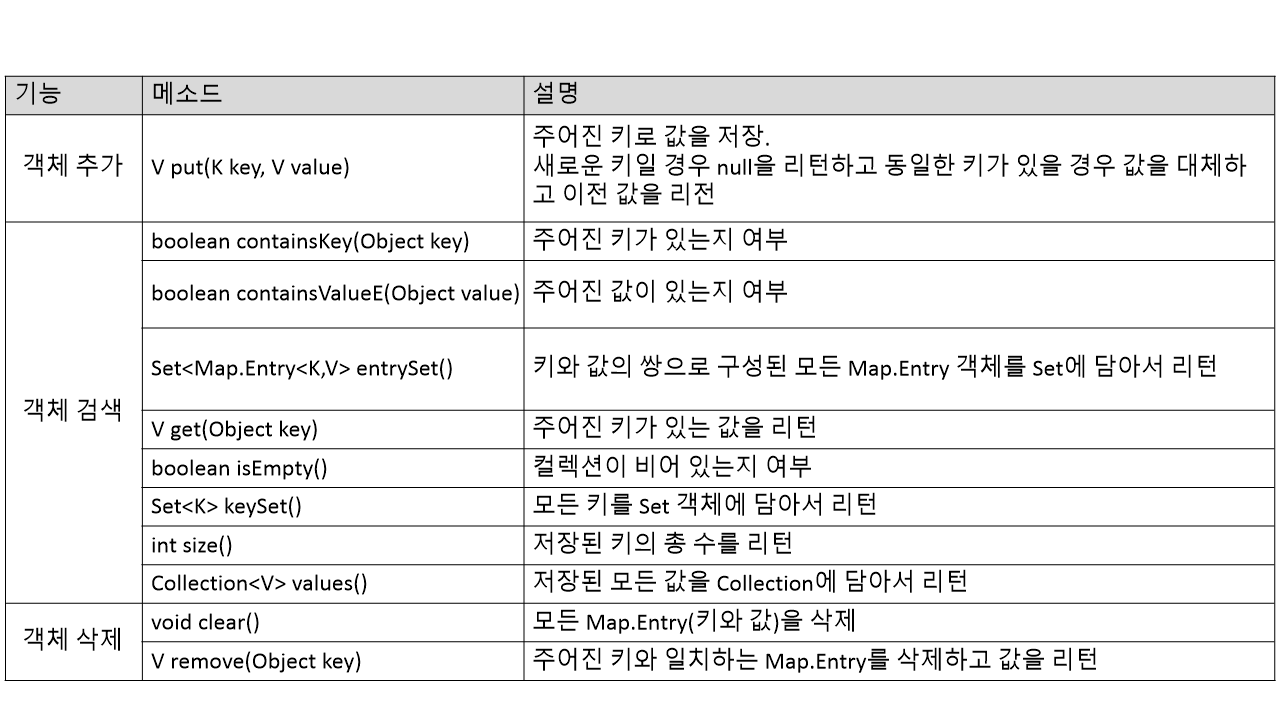 기능 메소드 설명
객체 추가 V put(K key, V value) 주어진 키로 값을 저장.
새로운 키일 경우 null을 리턴하고 동일한 키가 있을 경우 값을 대체하
고 이전 값을 리전
객체 검색 boolean containsKey(Object key) 주어진 키가 있는지 여부
boolean containsValueE(Object value) 주어진 값이 있는지 여부
Set<Map.Entry<K,V> entrySet() 키와 값의 쌍으로 구성된 모든 Map.Entry 객체를 Set에 담아서 리턴
V get(Object key) 주어진 키가 있는 값을 리턴
boolean isEmpty() 컬렉션이 비어 있는지 여부
Set<K> keySet() 모든 키를 Set 객체에 담아서 리턴
int size() 저장된 키의 총 수를 리턴
Collection<V> values() 저장된 모든 값을 Collection에 담아서 리턴
객체 삭제 void clear() 모든 Map.Entry(키와 값)을 삭제
V remove(Object key) 주어진 키와 일치하는 Map.Entry를 삭제하고 값을 리턴